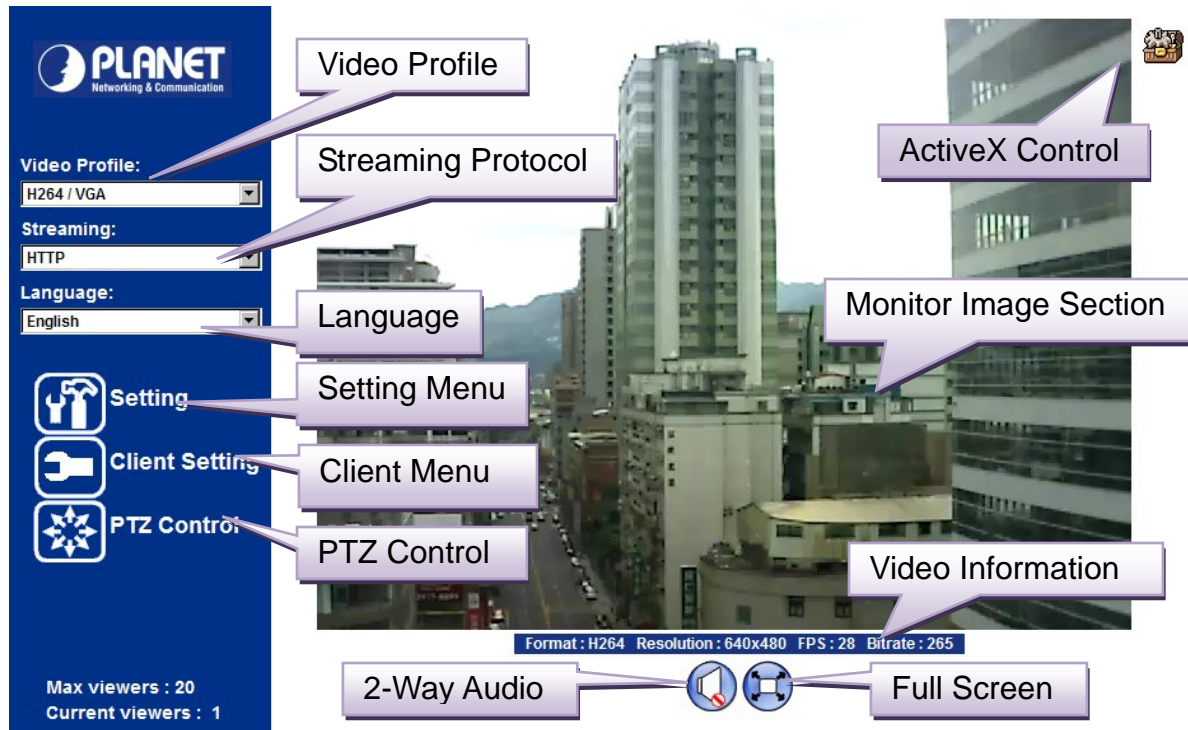 PLANET
Networking & Communication
Video Profile:
H264 / VGA
Streaming:
HTTP
Language:
English
Setting
Client Setting
PTZ Control
Max viewers : 20
Current viewers : 1
Video Profile
Streaming Protocol
Language
Setting Menu
Client Menu
PTZ Control
ActiveX Control
Monitor Image Section
Video Information
Format : H264 Resolution : 640x480 FPS : 28 Bitrate : 265
2-Way Audio
Full Screen